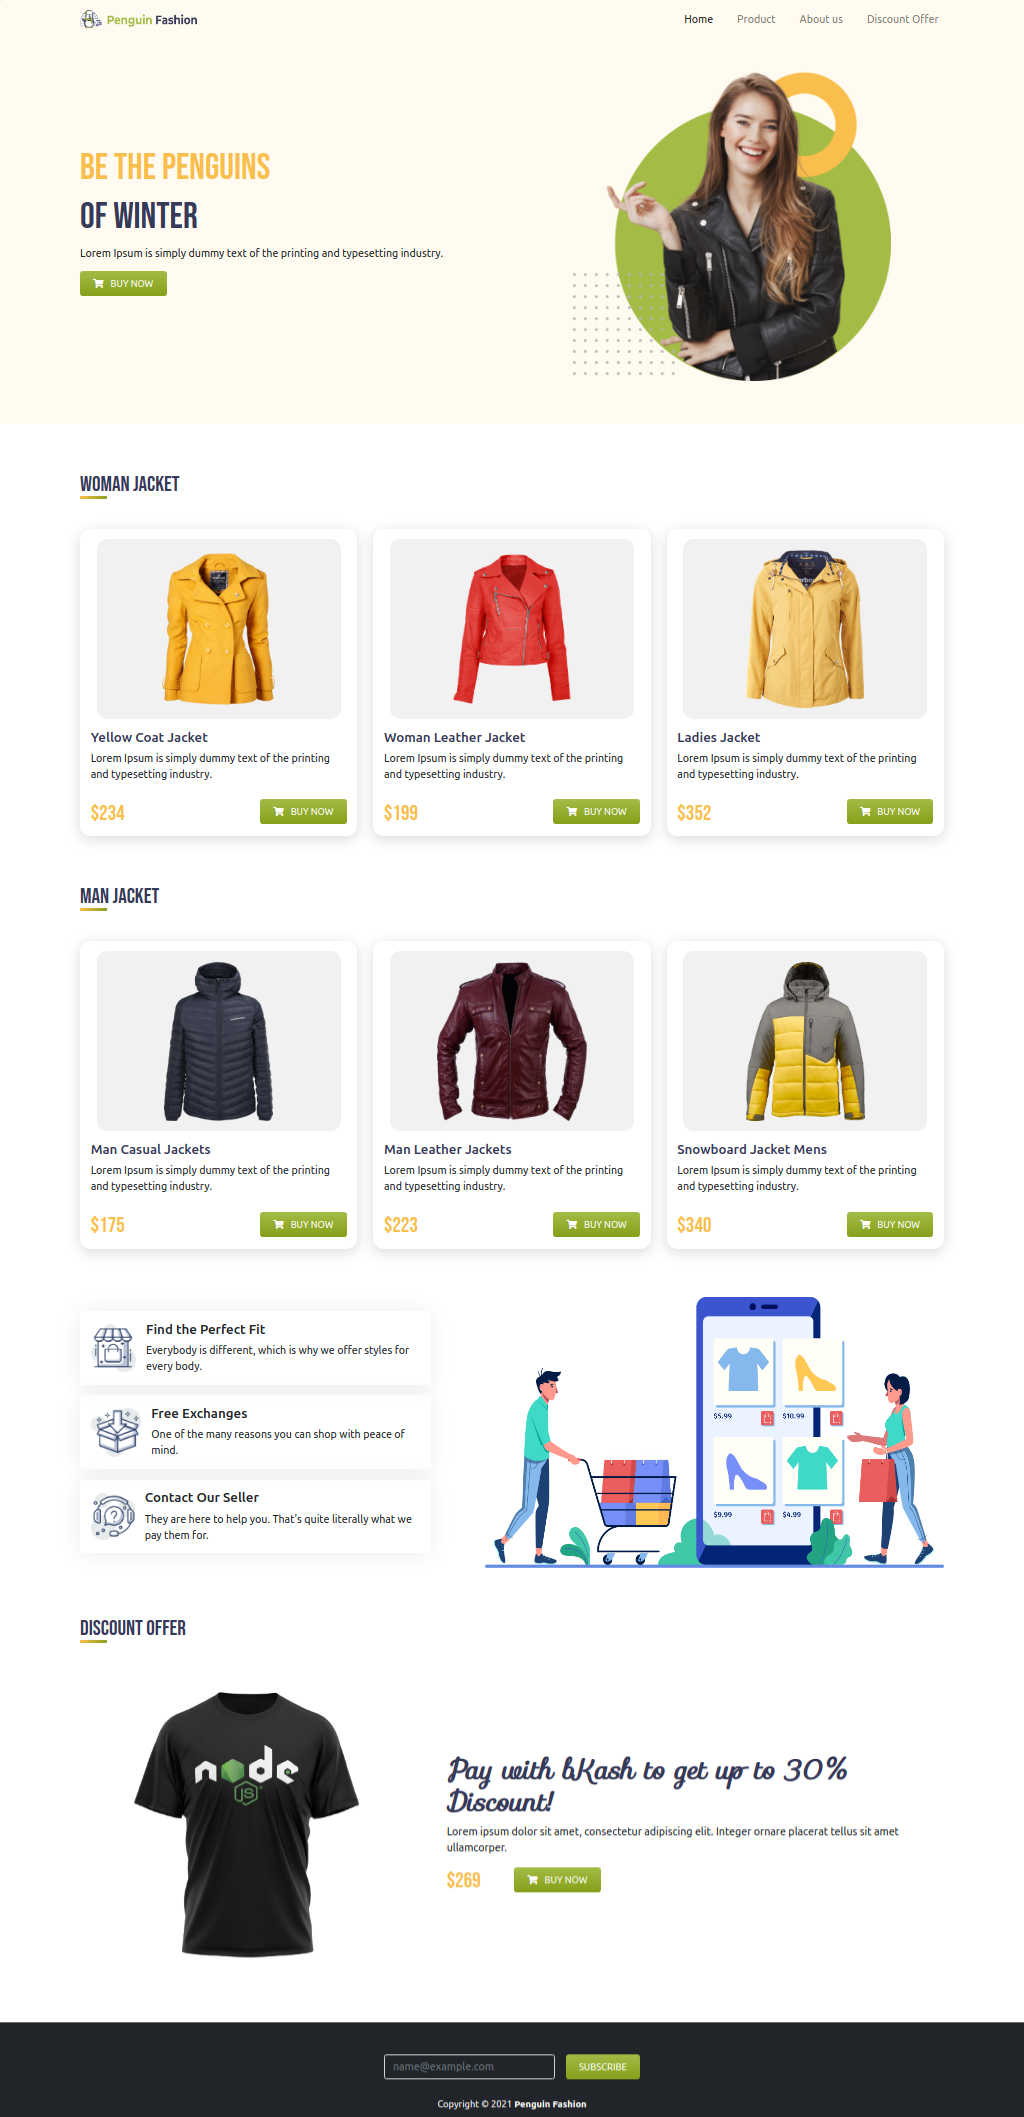 Penguin Fashion
Home Product About us Discount Offer
BE THE PENGUINS
OF WINTER
Lorem Ipsum is simply dummy text of the printing and typesetting industry.
BUY NOW
WOMAN JACKET
Yellow Coat Jacket
Lorem Ipsum is simply dummy text of the printing
and typesetting industry.
$234 BUY NOW
Woman Leather Jacket
Lorem Ipsum is simply dummy text of the printing
and typesetting industry.
$199 BUY NOW
Ladies Jacket
Lorem Ipsum is simply dummy text of the printing
and typesetting industry.
$352 BUY NOW
MAN JACKET
Man Casual Jackets
Lorem Ipsum is simply dummy text of the printing
and typesetting industry.
$175 BUY NOW
Man Leather Jackets
Lorem Ipsum is simply dummy text of the printing
and typesetting industry.
$223 BUY NOW
Snowboard Jacket Mens
Lorem Ipsum is simply dummy text of the printing
and typesetting industry.
$340 BUY NOW
Find the Perfect Fit
Everybody is different, which is why we offer styles for
every body.
Free Exchanges
One of the many reasons you can shop with peace of
mind.
Contact Our Seller
They are here to help you. That's quite literally what we
pay them for.
$5.99 $10.99
$9.99 $4.99
DISCOUNT OFFER
node
JS
Pay with bKash to get up to 30%
Discount!
Lorem ipsum dolor sit amet, consectetur adipiscing elit. Integer ornare placerat tellus sit amet
ullamcorper.
$269 BUY NOW
name@example.com SUBSCRIBE
Copyright © 2021 Penguin Fashion